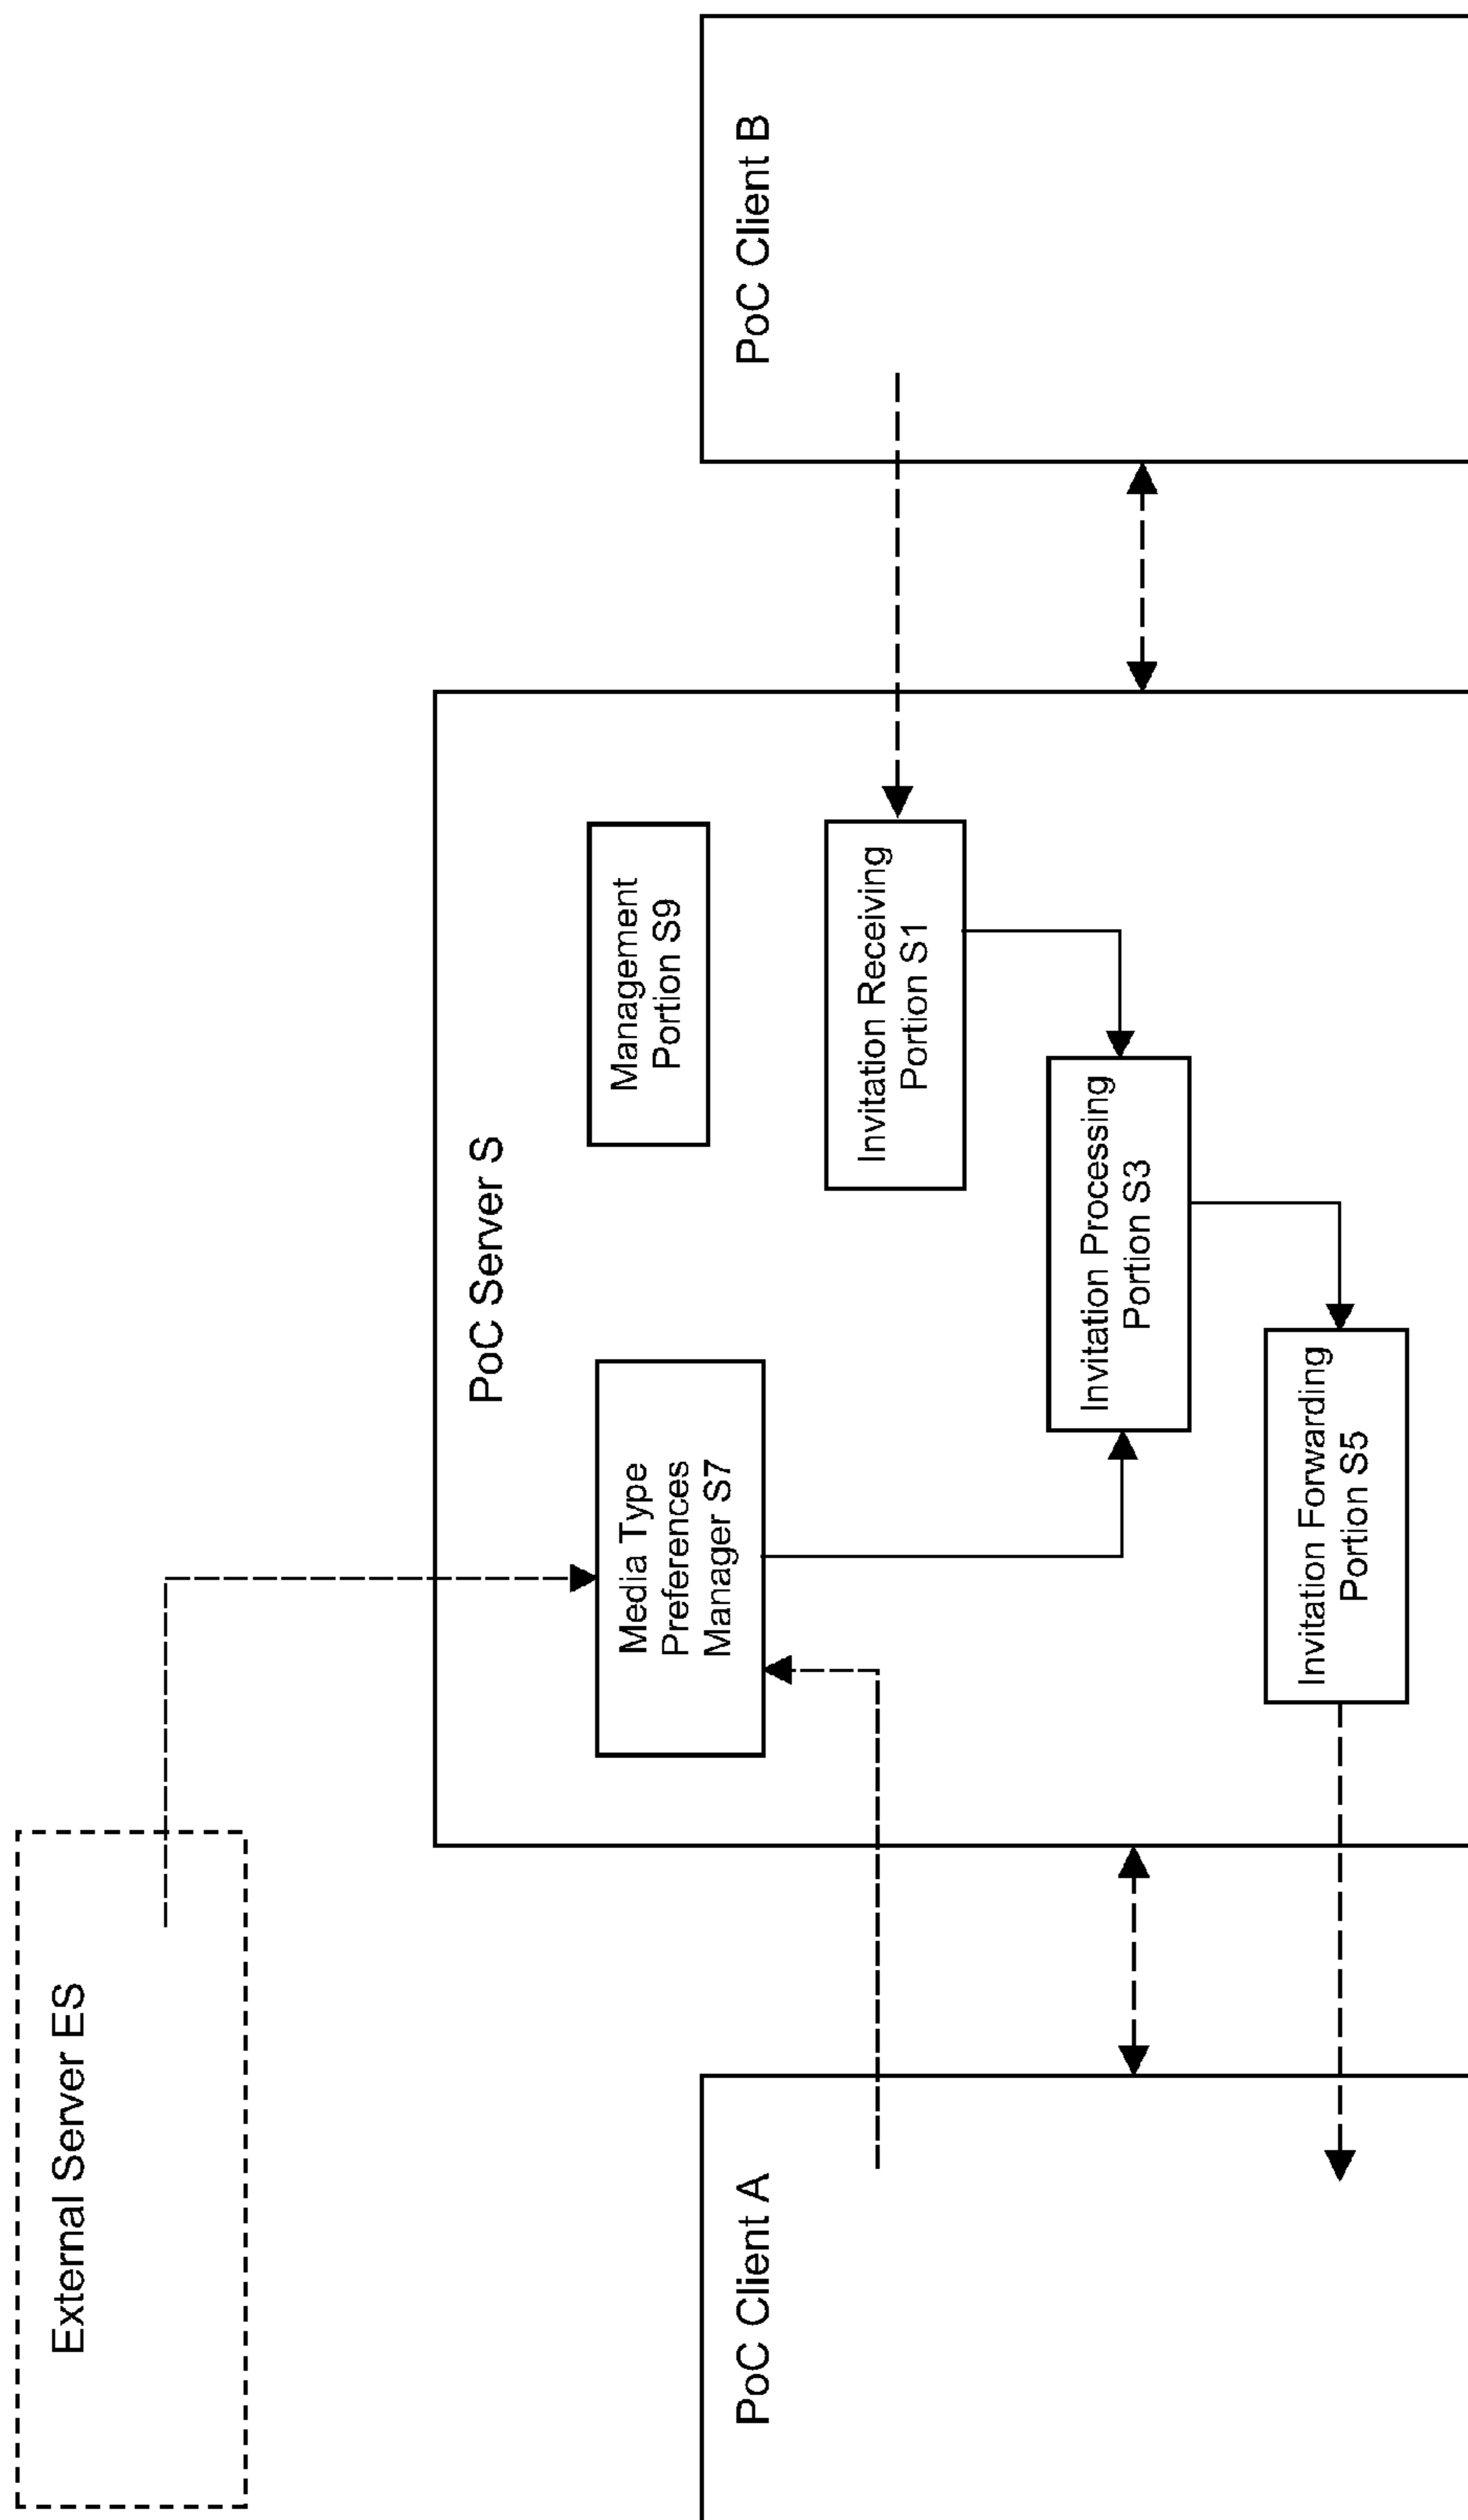 External Server ES
PoC Client A
PoC Server S
Media Type
Preferences
Manager S7
Management
Portion S9
Invitation Receiving
Portion S1
Invitation Processing
Portion S3
Invitation Forwarding
Portion S5
PoC Client B